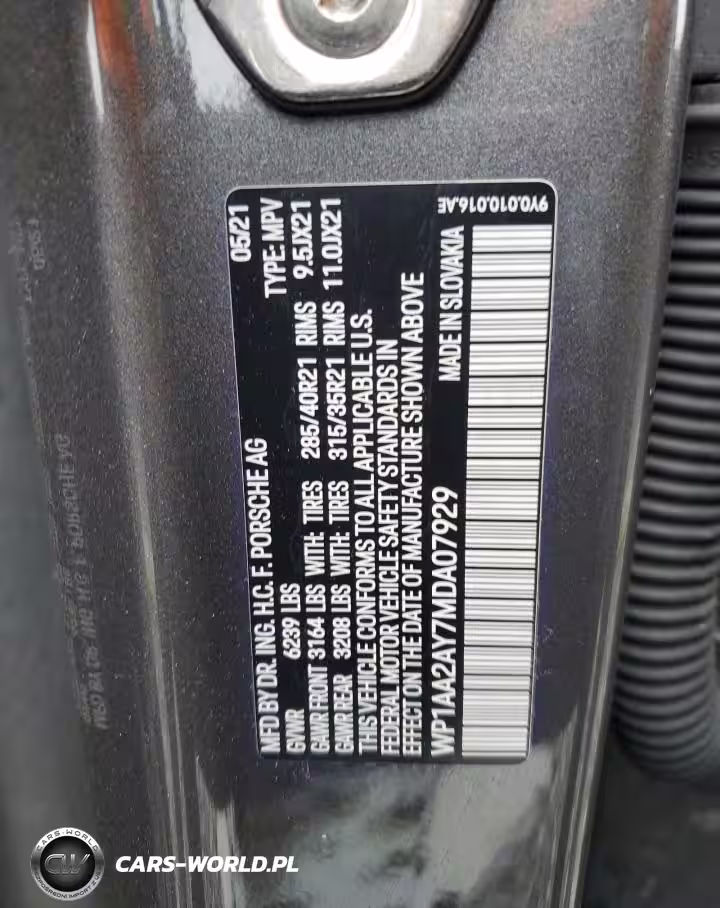 MFD BY DR. ING. H.C. F. PORSCHE AG 05/21
GVWR 6239 LBS TYPE: MPV
GAWR FRONT 3164 LBS WITH: TIRES 285/40R21 RIMS 9.5JX21
GAWR REAR 3208 LBS WITH: TIRES 315/35R21 RIMS 11.0JX21
THIS VEHICLE CONFORMS TO ALL APPLICABLE U.S.
FEDERAL MOTOR VEHICLE SAFETY STANDARDS IN
EFFECT ON THE DATE OF MANUFACTURE SHOWN ABOVE
WP1AA2AY7MDA07929 MADE IN SLOVAKIA
9Y0.010.016.AE
CARS-WORLD
CW
CARS-WORLD.PL